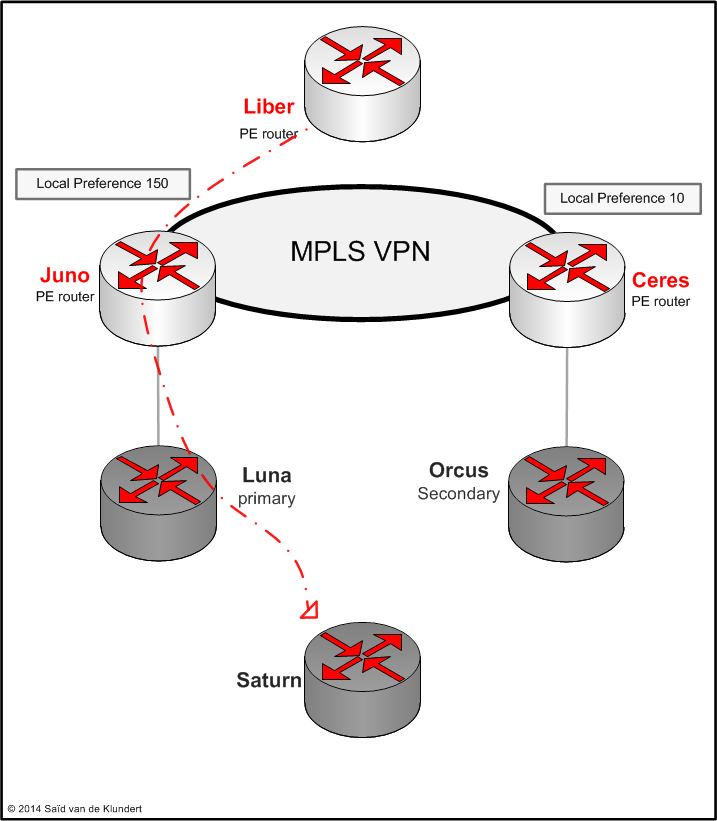 Liber
PE router
Local Preference 150
Local Preference 10
MPLS VPN
Juno
PE router
Ceres
PE router
Luna
primary
Orcus
Secondary
Saturn
© 2014 Saïd van de Klundert